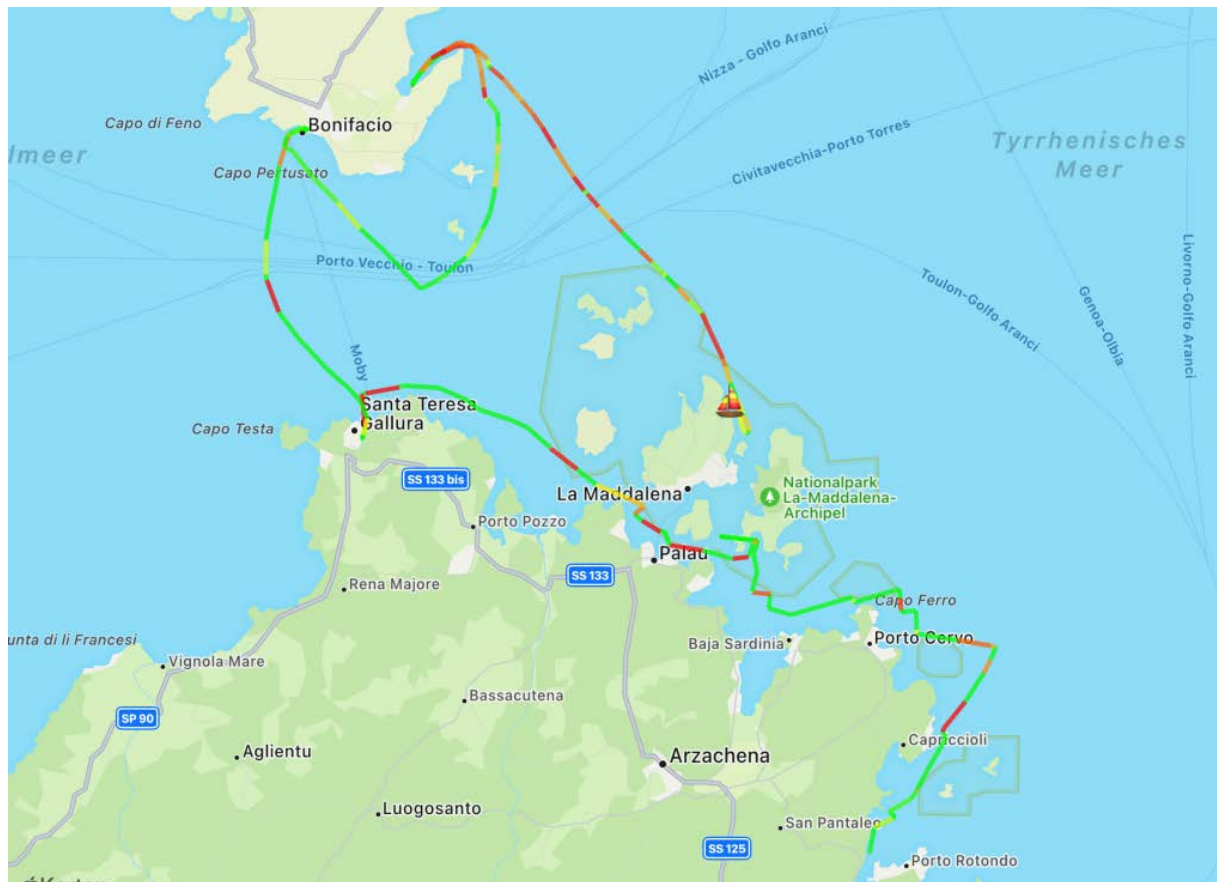 Nizza - Golfo Aranci
Capo di Feno
Bonifacio
Civitavecchia-Porto Torres
Tyrrhenisches
Meer
lmeer
Capo Pertusato
Porto Vecchio - Toulon
Toulon-Golfo Aranci
Genoa-Olbia
Livorno-Golfo Aranci
Moby
Santa Teresa
Gallura
Capo Testa
SS 133 bis
La Maddalena
Nationalpark
La-Maddalena-
Archipel
Porto Pozzo
Palau
SS 133
Rena Majore
Capo Ferro
unta di li Francesi
Vignola Mare
Baja Sardinia
Porto Cervo
Bassacutena
SP 90
Aglientu
Capriccioli
Arzachena
Luogosanto
San Pantaleo
SS 125
Porto Rotondo